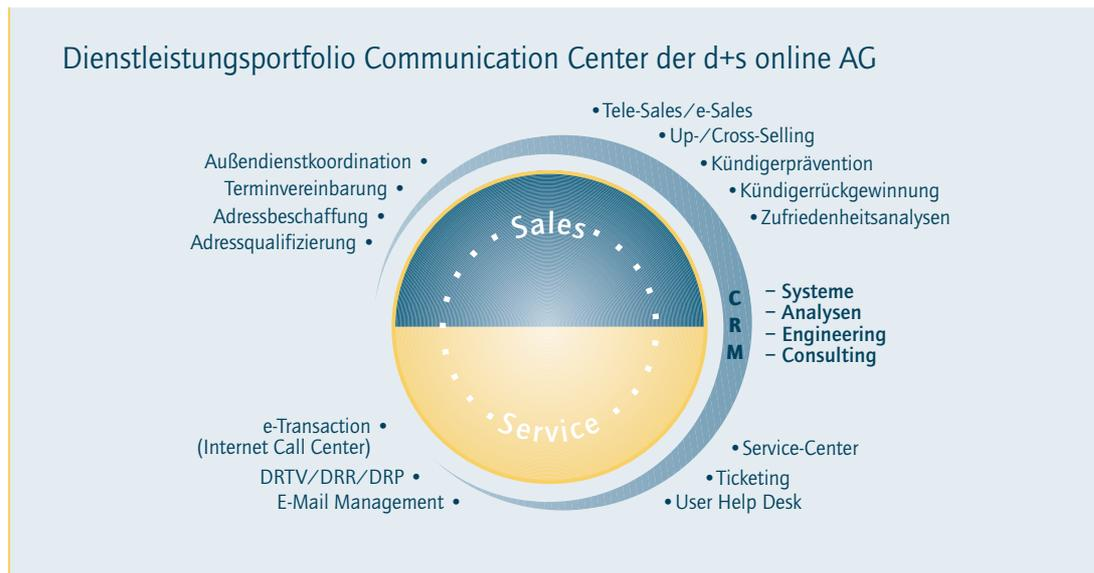 Dienstleistungsportfolio Communication Center der d+s online AG
• Tele-Sales/e-Sales
• Up-/Cross-Selling
• Kündigerprävention
• Kündigerrückgewinnung
• Zufriedenheitsanalysen
Außendienstkoordination •
Terminvereinbarung •
Adressbeschaffung •
Adressqualifizierung •
Sales
C
R
M
– Systeme
– Analysen
– Engineering
– Consulting
Service
e-Transaction •
(Internet Call Center)
DRTV/DRR/DRP •
E-Mail Management •
• Service-Center
• Ticketing
• User Help Desk